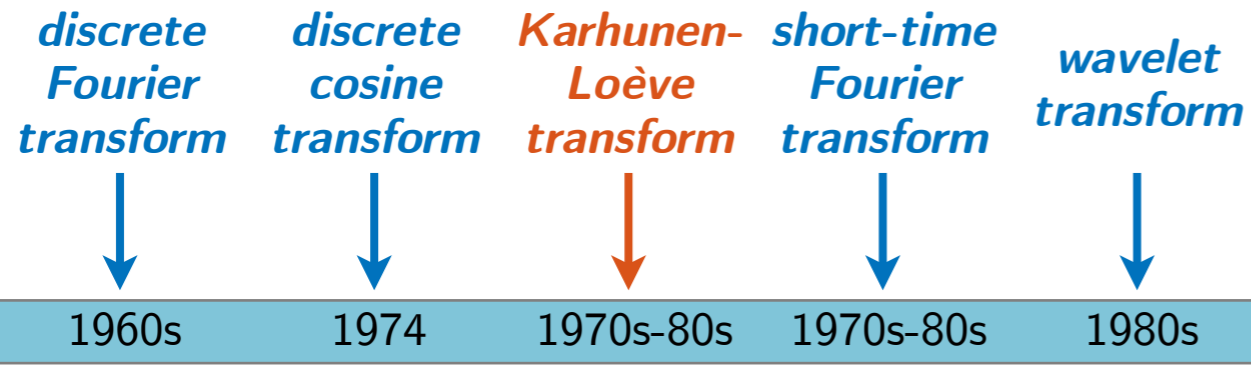 discrete
Fourier
transform
discrete
cosine
transform
Karhunen-
Loève
transform
short-time
Fourier
transform
wavelet
transform
1960s
1974
1970s-80s
1970s-80s
1980s